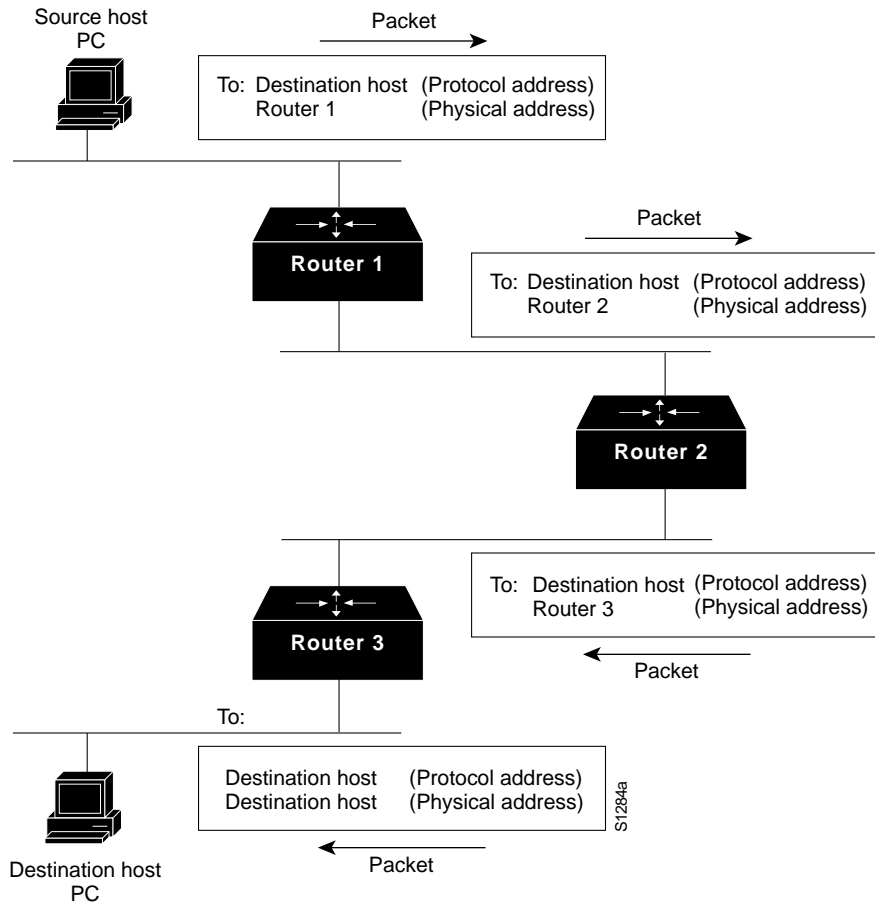 Source host
PC
Packet
To: Destination host (Protocol address)
Router 1 (Physical address)
Router 1
Packet
To: Destination host (Protocol address)
Router 2 (Physical address)
Router 2
To: Destination host (Protocol address)
Router 3 (Physical address)
Packet
Router 3
To:
Destination host (Protocol address)
Destination host (Physical address)
S1284a
Packet
Destination host
PC